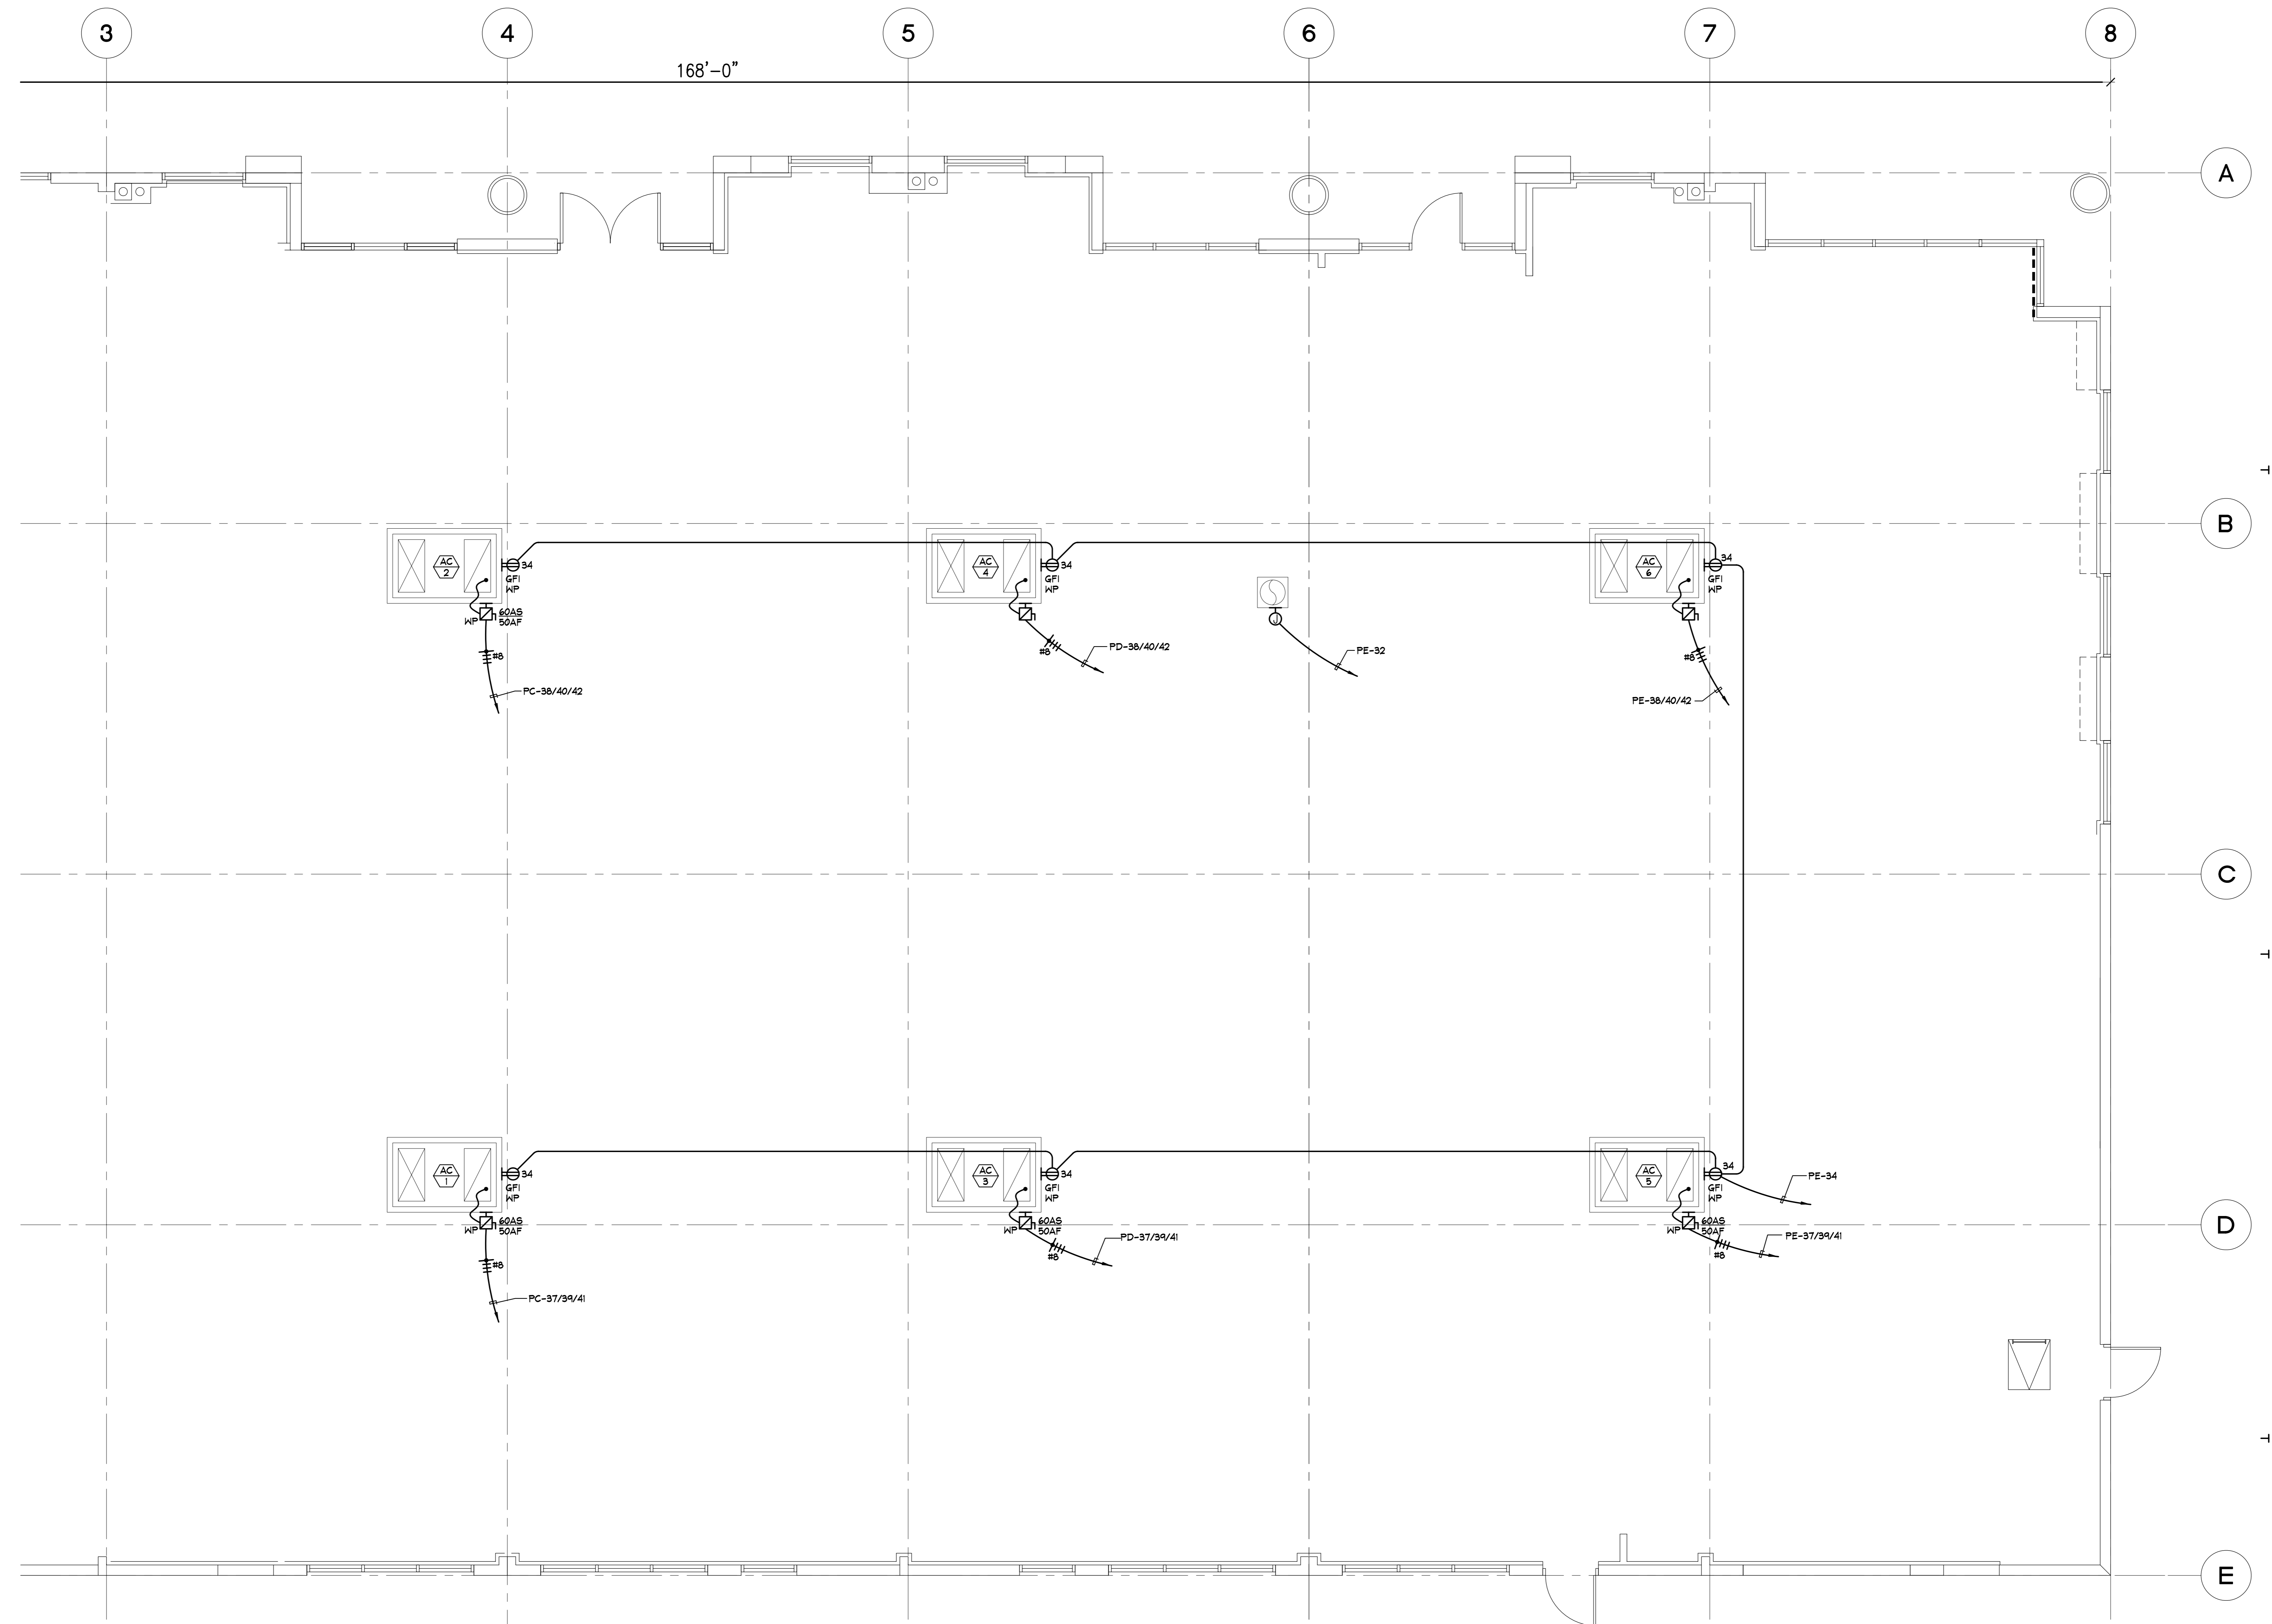 3
4
5
6
7
8
168'-0"
A
B
AC
2
34
GFI
WP
WP
60AS
50AF
#8
PC-38/40/42
AC
4
34
GFI
WP
#8
PD-38/40/42
J
PE-32
AC
6
34
GFI
WP
#8
PE-38/40/42
C
AC
1
34
GFI
WP
WP
60AS
50AF
#8
PC-37/39/41
AC
3
34
GFI
WP
WP
60AS
50AF
#8
PD-37/39/41
AC
5
34
GFI
WP
PE-34
WP
60AS
50AF
#8
PE-37/39/41
D
E